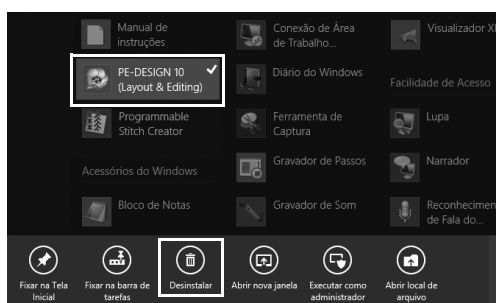 Manual de
instruções
PE-DESIGN 10
(Layout & Editing)
Programmable
Stitch Creator
Acessórios do Windows
Bloco de Notas
Conexão de Área
de Trabalho...
Diário do Windows
Ferramenta de
Captura
Gravador de Passos
Gravador de Som
Visualizador X
Facilidade de Acesso
Lupa
Narrador
Reconhecimen
de Fala do...
Fixar na Tela
Inicial
Fixar na barra de
tarefas
Desinstalar
Abrir nova janela
Executar como
administrador
Abrir local de
arquivo